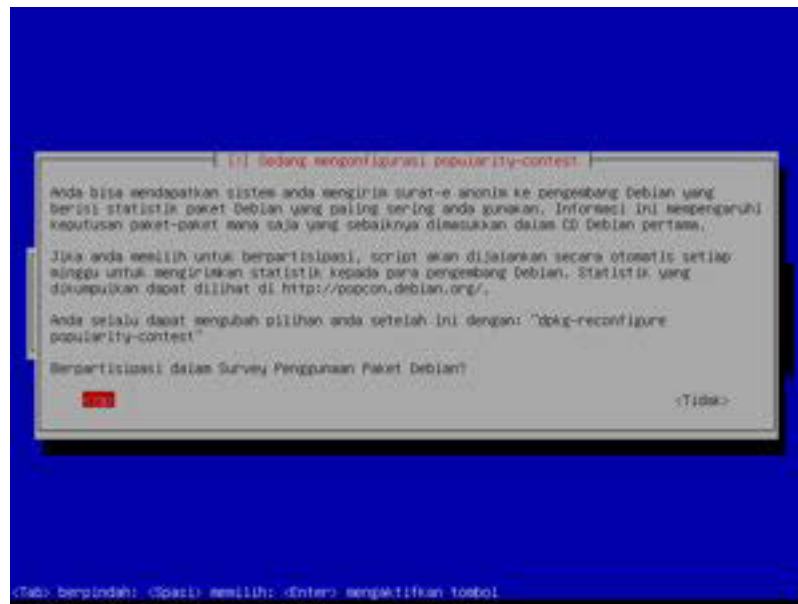 [!] Sedang mengonfigurasi popularity-contest
Anda bisa mendapatkan sistem anda mengirim surat-e anonim ke pengembang Debian yang
berisi statistik paket Debian yang paling sering anda gunakan. Informasi ini mempengaruhi
keputusan paket-paket mana saja yang sebaiknya dimasukkan dalam CD Debian pertama.
Jika anda memilih untuk berpartisipasi, script akan dijalankan secara otomatis setiap
minggu untuk mengirimkan statistik kepada para pengembang Debian. Statistik yang
dikumpulkan dapat dilihat di http://popcon.debian.org/.
Anda selalu dapat mengubah pilihan anda setelah ini dengan: "dpkg-reconfigure
popularity-contest"
Berpartisipasi dalam Survey Penggunaan Paket Debian?
<Tidak>
<Tab> berpindah; <Spasi> memilih; <Enter> mengaktifkan tombol